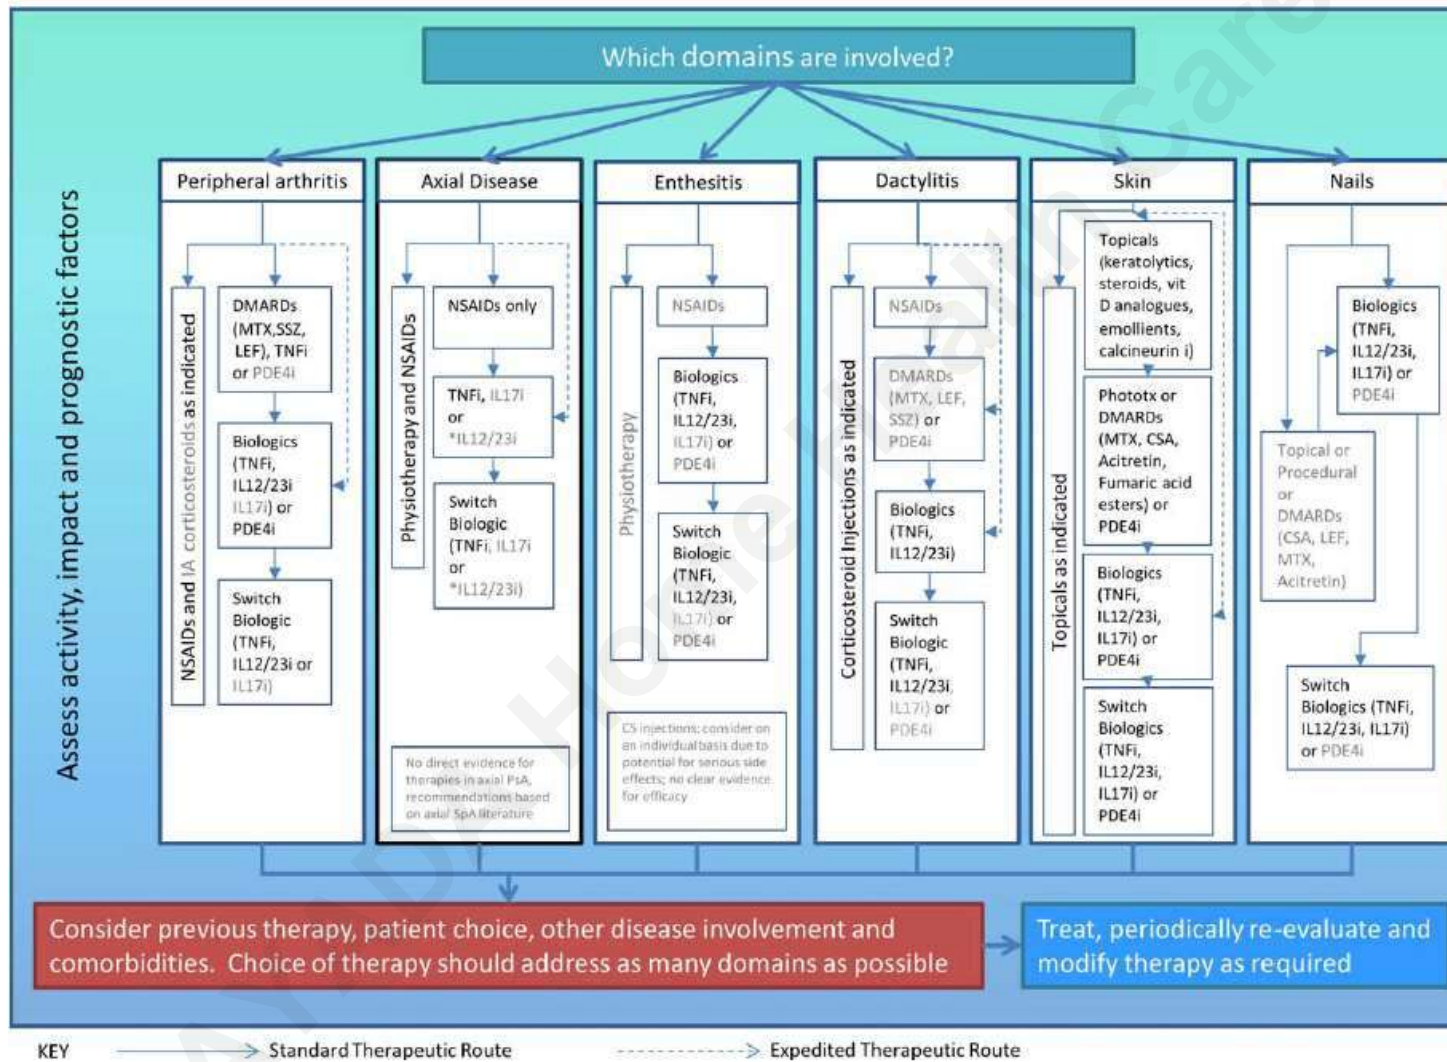 Which domains are involved?
Assess activity, impact and prognostic factors
Peripheral arthritis
NSAIDs and IA corticosteroids as indicated
DMARDs
(MTX,SSZ,
LEF), TNFi
or PDE4i
Biologics
(TNFi,
IL12/23i
IL17i) or
PDE4i
Switch
Biologic
(TNFi,
IL12/23i or
IL17i)
Axial Disease
Physiotherapy and NSAIDs
NSAIDs only
TNFi, IL17i
or
*IL12/23i
Switch
Biologic
(TNFi, IL17i
or
*IL12/23i)
No direct evidence for
therapies in axial PsA,
recommendations based
on axial SpA literature
Enthesitis
Physiotherapy
NSAIDs
Biologics
(TNFi,
IL12/23i,
IL17i) or
PDE4i
Switch
Biologic
(TNFi,
IL12/23i,
IL17i) or
PDE4i
CS injections: consider on
an individual basis due to
potential for serious side
effects; no clear evidence
for efficacy
Dactylitis
Corticosteroid Injections as indicated
NSAIDs
DMARDs
(MTX, LEF,
SSZ) or
PDE4i
Biologics
(TNFi,
IL12/23i)
Switch
Biologic
(TNFi,
IL12/23i,
IL17i) or
PDE4i
Skin
Topicals as indicated
Topicals
(keratolytics,
steroids, vit
D analogues,
emollients,
calcineurin i)
Phototx or
DMARDs
(MTX, CSA,
Acitretin,
Fumaric acid
esters) or
PDE4i
Biologics
(TNFi,
IL12/23i,
IL17i) or
PDE4i
Switch
Biologics
(TNFi,
IL12/23i,
IL17i) or
PDE4i
Nails
Biologics
(TNFi,
IL12/23i,
IL17i) or
PDE4i
Topical or
Procedural
or
DMARDs
(CSA, LEF,
MTX,
Acitretin)
Switch
Biologics (TNFi,
IL12/23i, IL17i)
or PDE4i
Consider previous therapy, patient choice, other disease involvement and
comorbidities. Choice of therapy should address as many domains as possible
Treat, periodically re-evaluate and
modify therapy as required
KEY
Standard Therapeutic Route
Expedited Therapeutic Route
AYADA Home Health Care